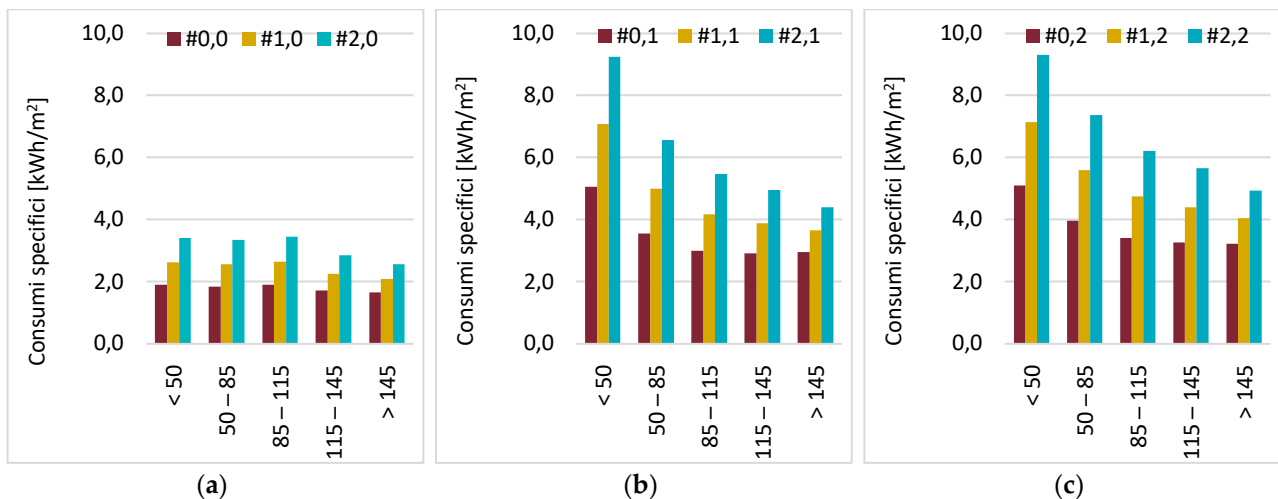 10,0
8,0
6,0
4,0
2,0
0,0
Consumi specifici [kWh/m²]
#0,0 #1,0 #2,0
< 50
50 – 85
85 – 115
115 – 145
> 145
(a)
10,0
8,0
6,0
4,0
2,0
0,0
Consumi specifici [kWh/m²]
#0,1 #1,1 #2,1
< 50
50 – 85
85 – 115
115 – 145
> 145
(b)
10,0
8,0
6,0
4,0
2,0
0,0
Consumi specifici [kWh/m²]
#0,2 #1,2 #2,2
< 50
50 – 85
85 – 115
115 – 145
> 145
(c)